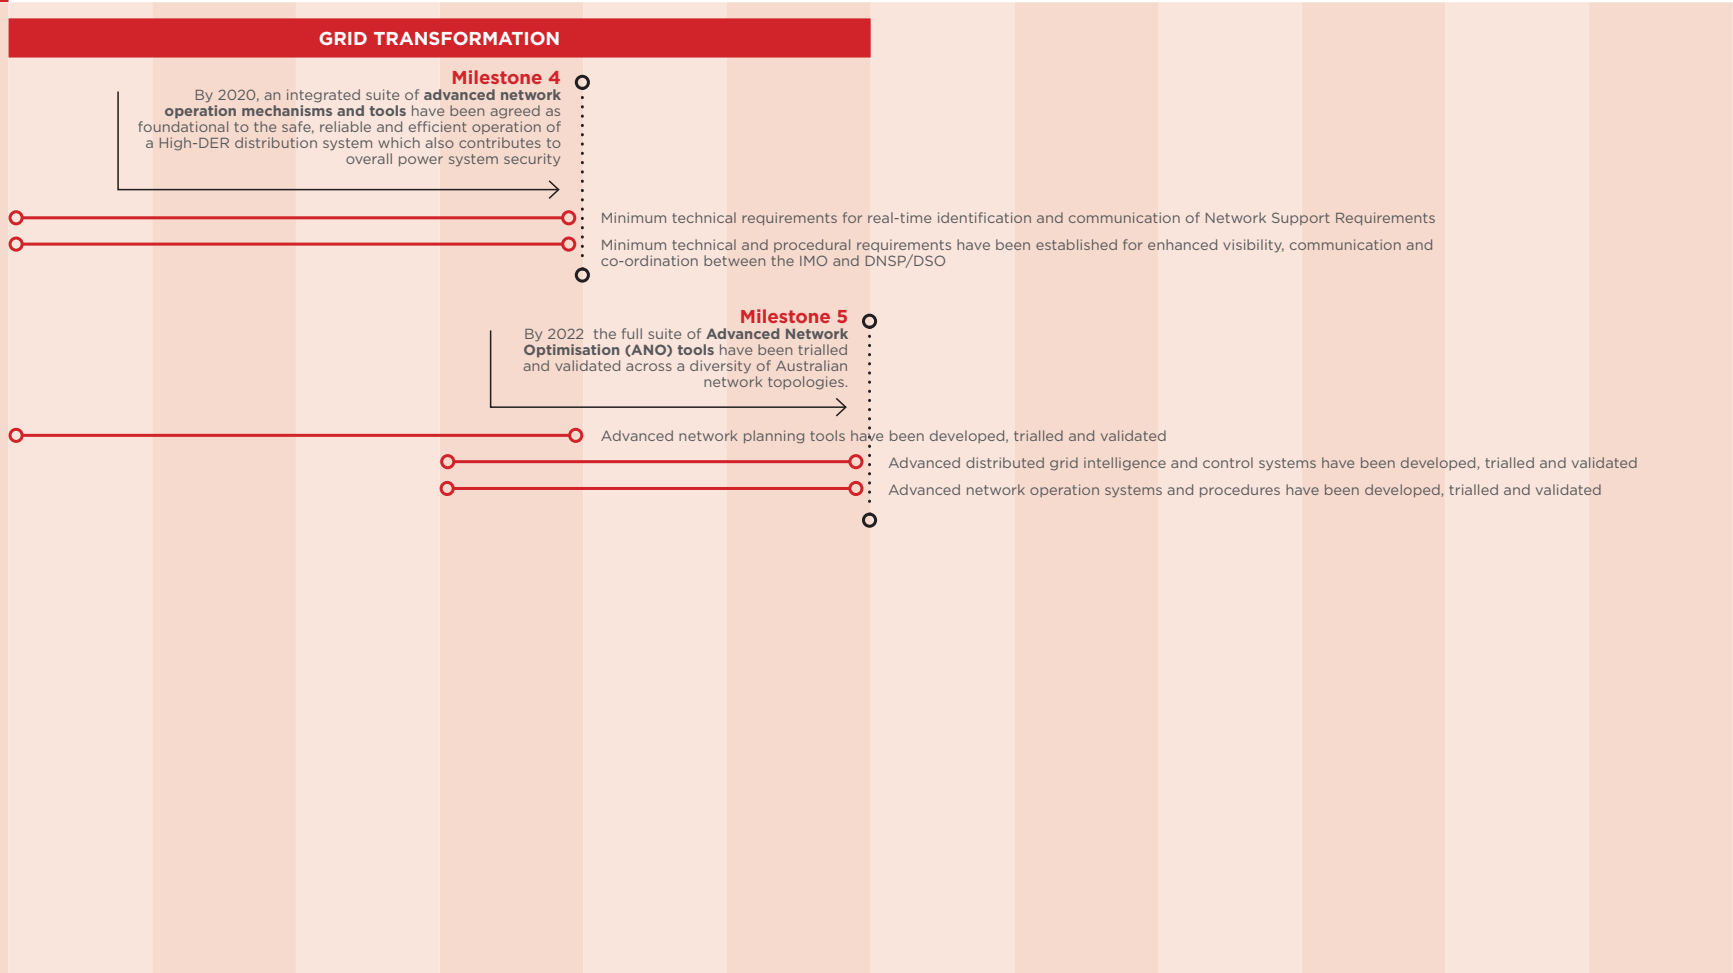 GRID TRANSFORMATION
Milestone 4
By 2020, an integrated suite of advanced network
operation mechanisms and tools have been agreed as
foundational to the safe, reliable and efficient operation of
a High-DER distribution system which also contributes to
overall power system security
Minimum technical requirements for real-time identification and communication of Network Support Requirements
Minimum technical and procedural requirements have been established for enhanced visibility, communication and
co-ordination between the IMO and DNSP/DSO
Milestone 5
By 2022 the full suite of Advanced Network
Optimisation (ANO) tools have been trialled
and validated across a diversity of Australian
network topologies.
Advanced network planning tools have been developed, trialled and validated
Advanced distributed grid intelligence and control systems have been developed, trialled and validated
Advanced network operation systems and procedures have been developed, trialled and validated